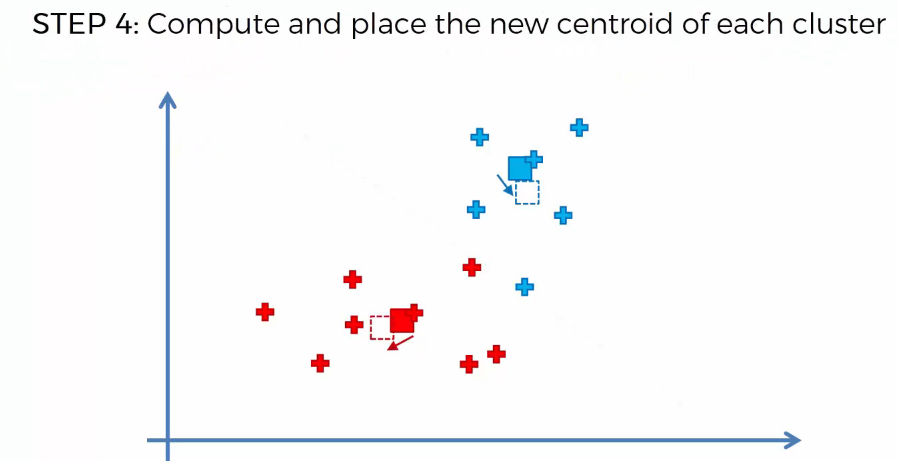 STEP 4: Compute and place the new centroid of each cluster